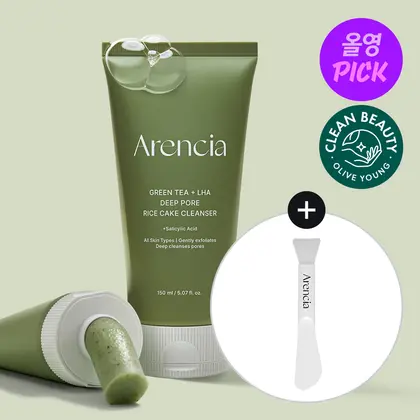 올영
PICK
CLEAN BEAUTY
OLIVE YOUNG
Arencia
GREEN TEA + LHA
DEEP PORE
RICE CAKE CLEANSER
+Salicylic Acid
All Skin Types | Gently exfoliates
Deep cleanses pores
150 ml / 5.07 fl. oz.
+
Arencia